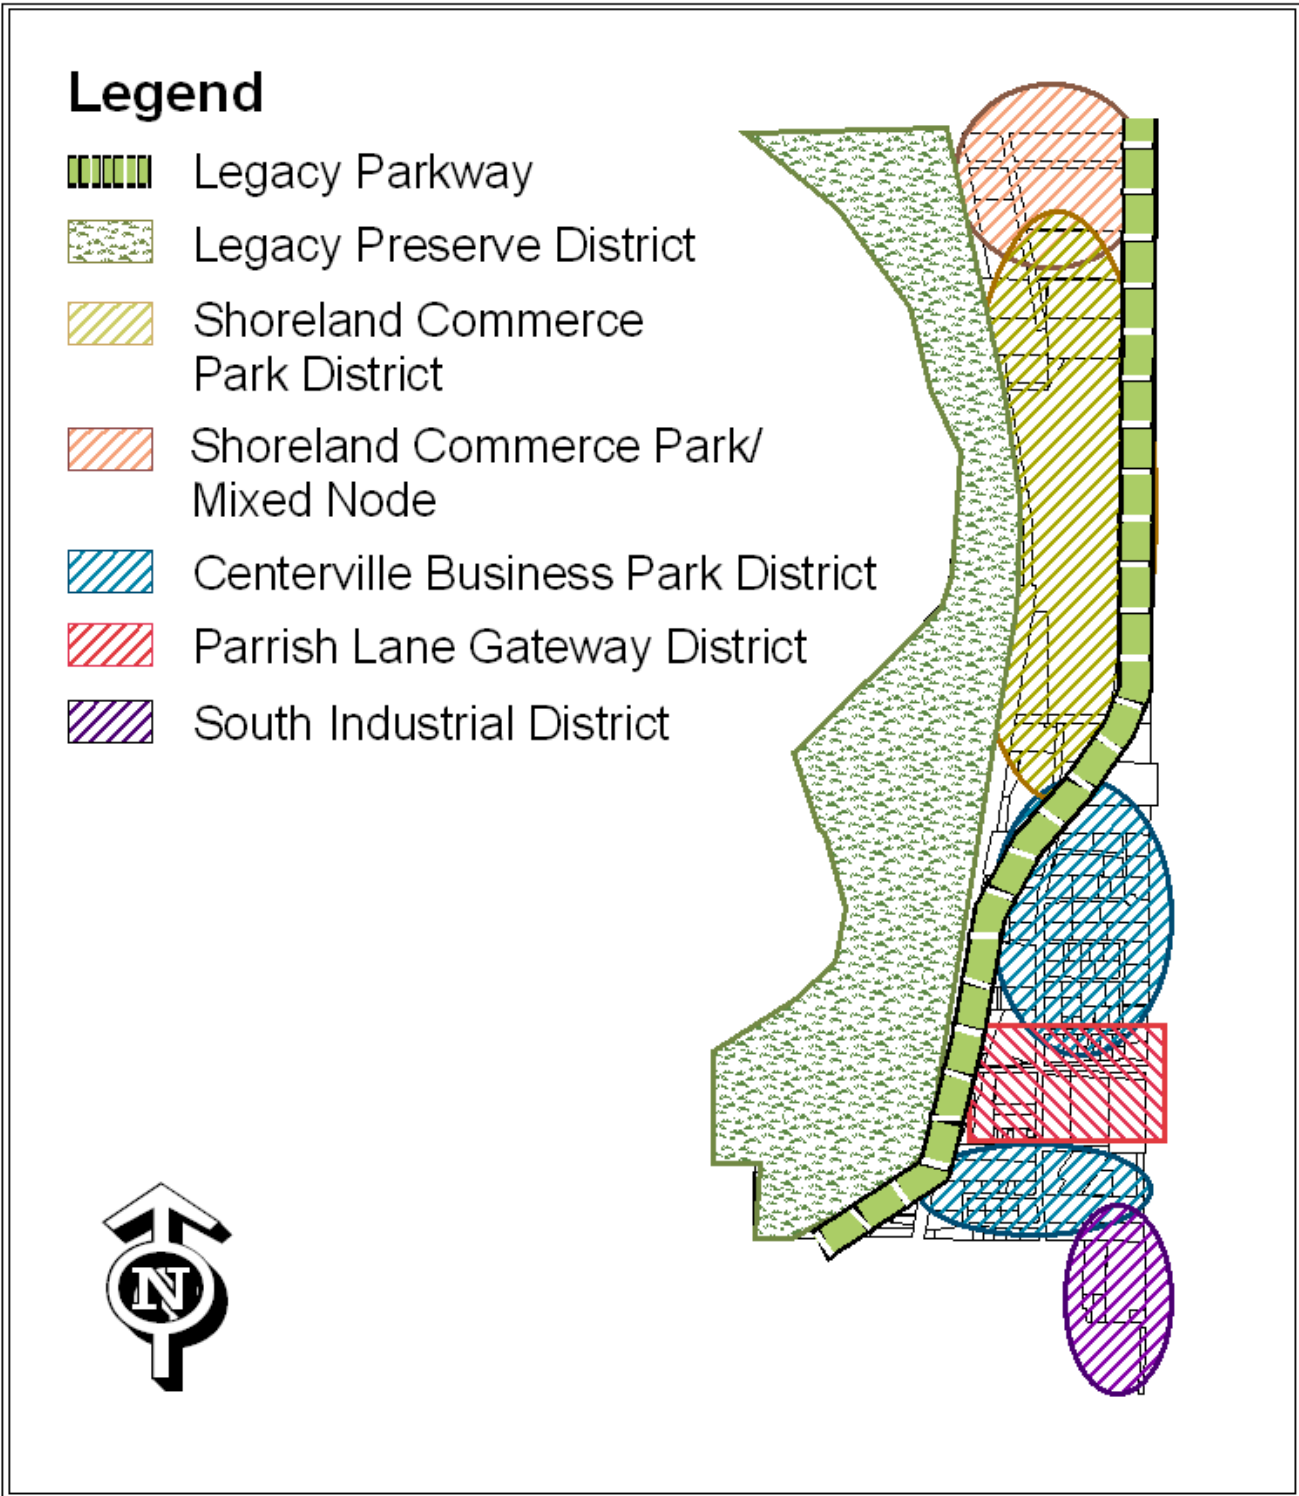 Legend
Legacy Parkway
Legacy Preserve District
Shoreland Commerce
Park District
Shoreland Commerce Park/
Mixed Node
Centerville Business Park District
Parrish Lane Gateway District
South Industrial District
N